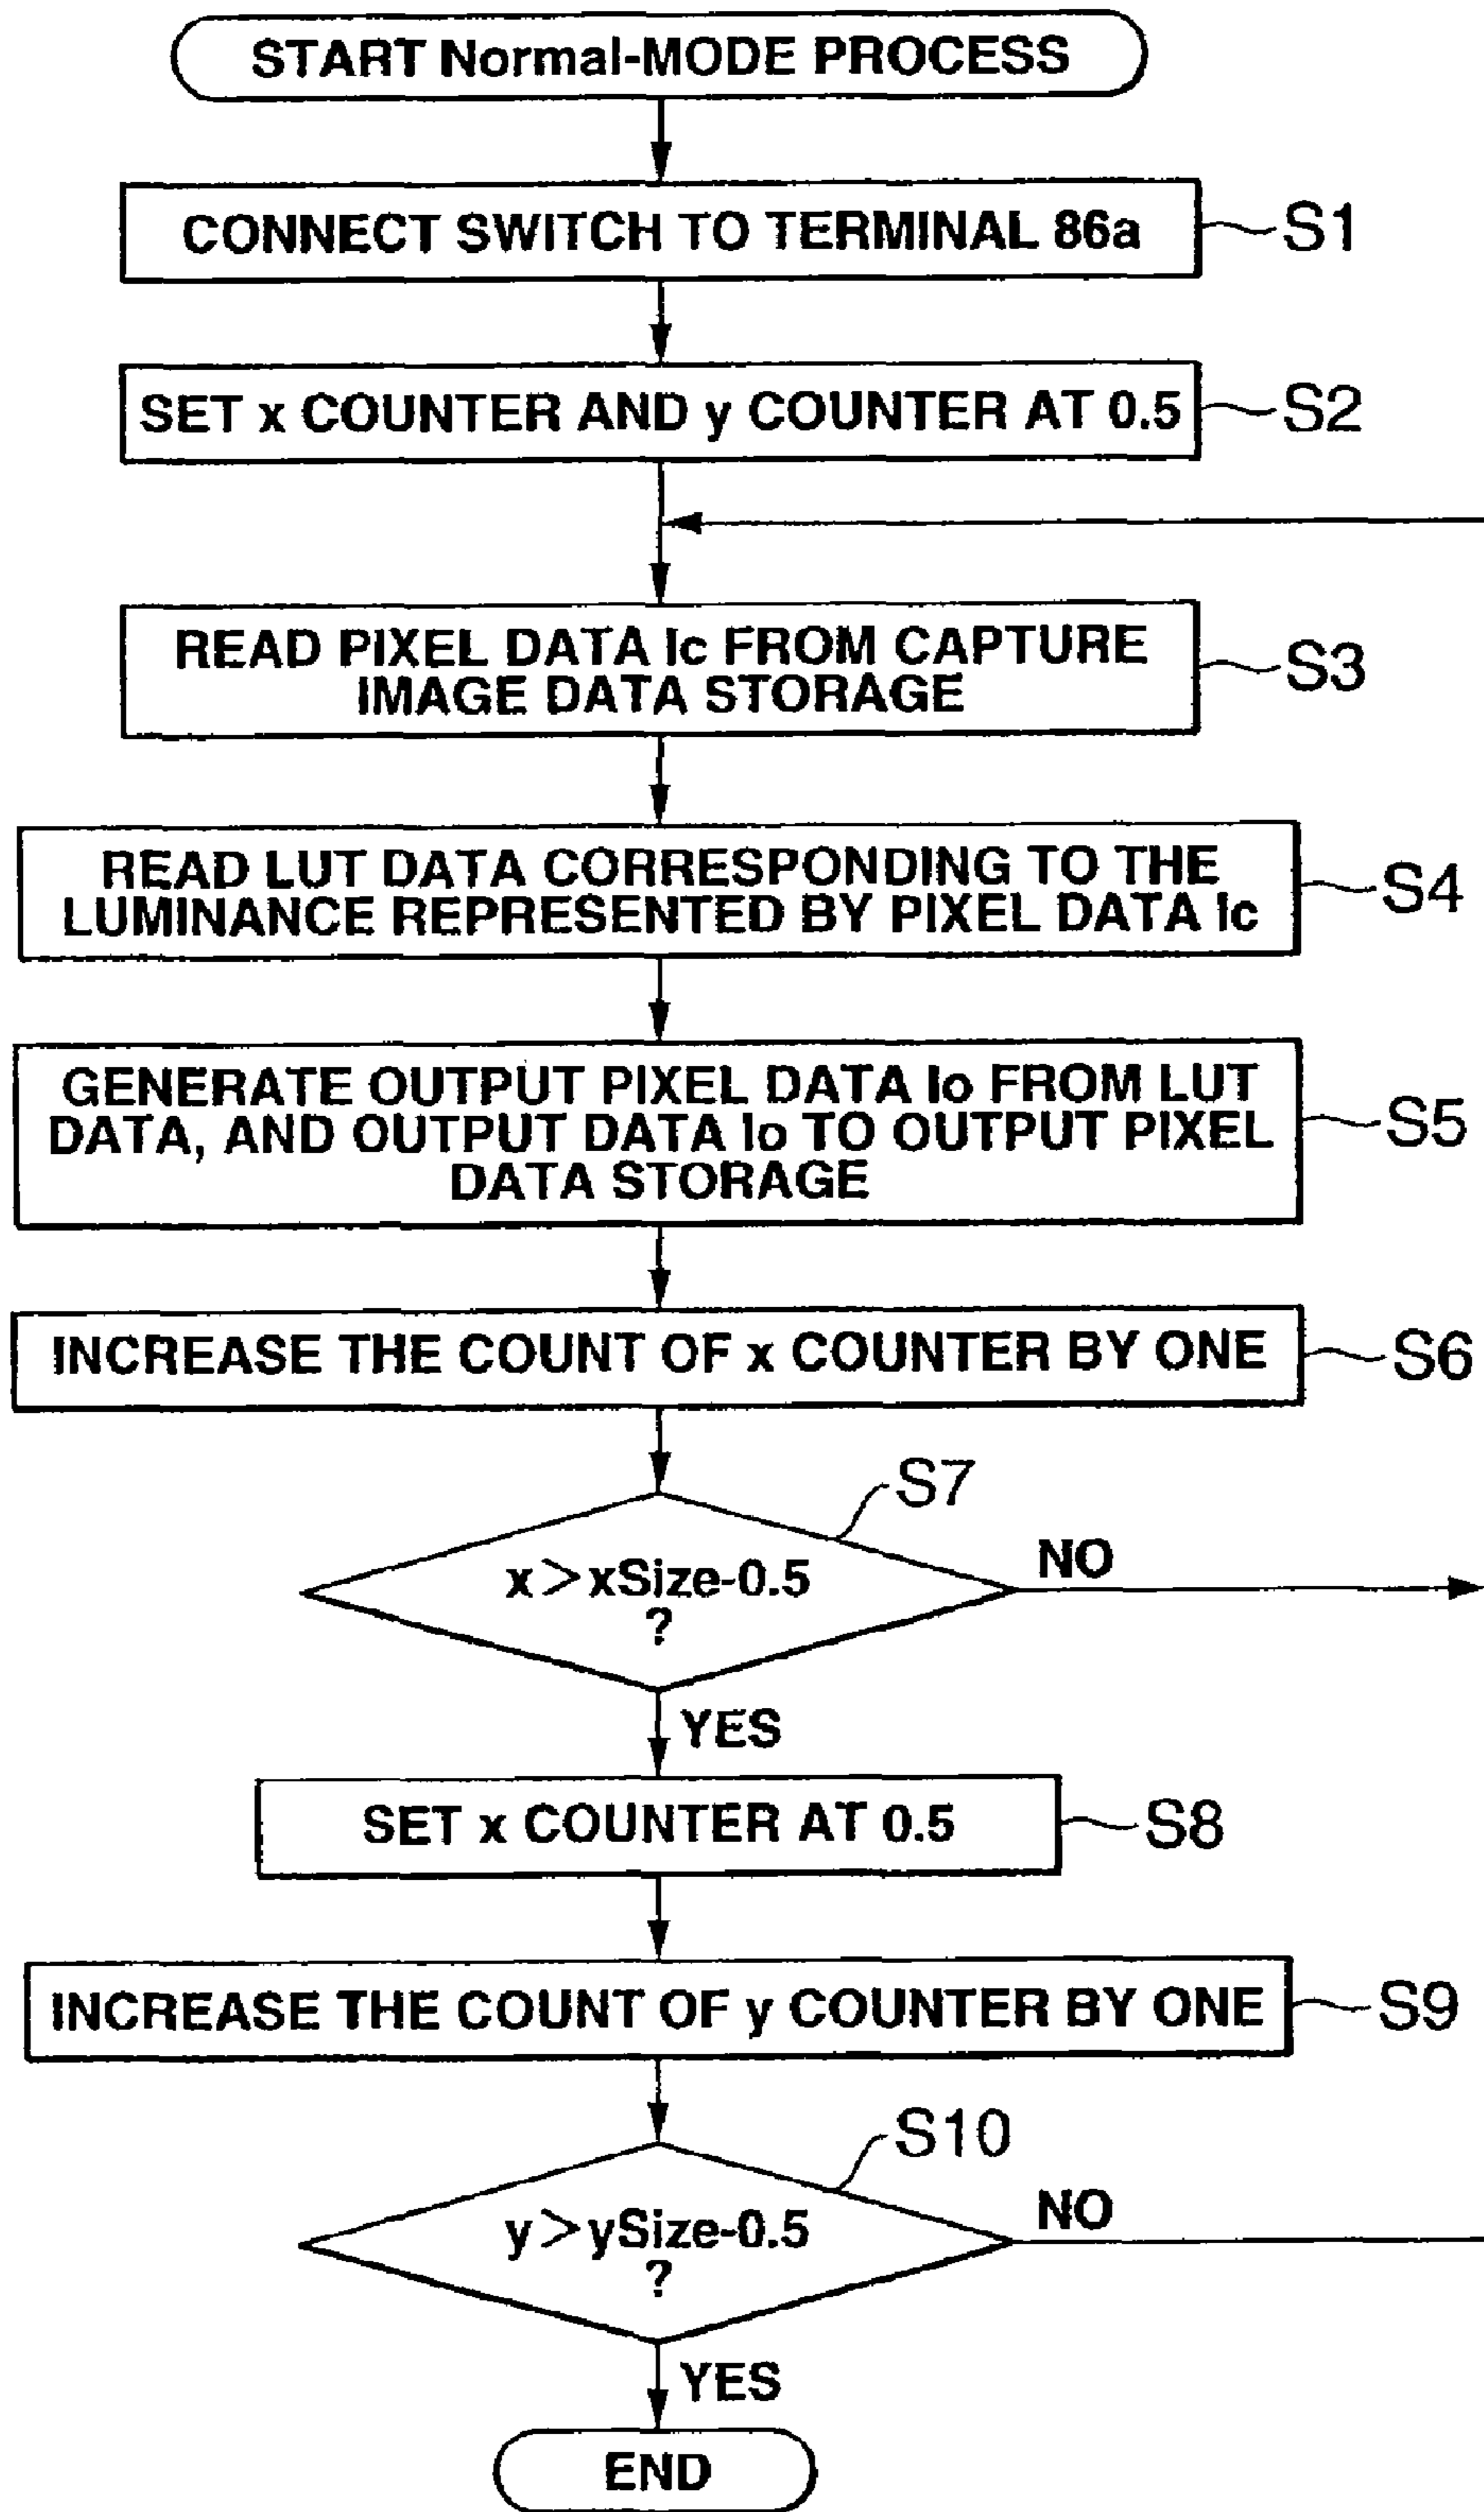 START Normal-MODE PROCESS
CONNECT SWITCH TO TERMINAL 86a
S1
SET x COUNTER AND y COUNTER AT 0.5
S2
READ PIXEL DATA Ic FROM CAPTURE
IMAGE DATA STORAGE
S3
READ LUT DATA CORRESPONDING TO THE
LUMINANCE REPRESENTED BY PIXEL DATA Ic
S4
GENERATE OUTPUT PIXEL DATA Io FROM LUT
DATA, AND OUTPUT DATA Io TO OUTPUT PIXEL
DATA STORAGE
S5
INCREASE THE COUNT OF x COUNTER BY ONE
S6
S7
x>xSize-0.5
?
NO
YES
SET x COUNTER AT 0.5
S8
INCREASE THE COUNT OF y COUNTER BY ONE
S9
S10
y>ySize-0.5
?
NO
YES
END